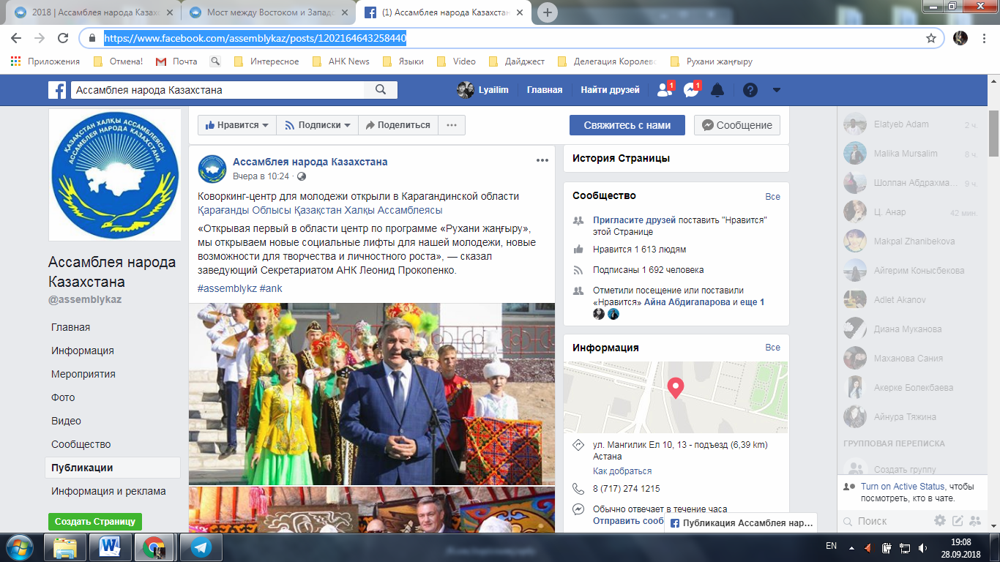 2018 | Ассамблея народа Казахс
Мост между Востоком и Западо
(1) Ассамблея народа Казахстан
https://www.facebook.com/assemblykaz/posts/1202164643258440
Приложения
Отмена!
Почта
Интересное
АНК News
Языки
Video
Дайджест
Делегация Королевс
Рухани жаңғыру
Ассамблея народа Казахстана
Lyailim
Главная
Найти друзей
1
1
ҚАЗАҚСТАН ХАЛҚЫ АССАМБЛЕЯСЫ
АССАМБЛЕЯ НАРОДА КАЗАХСТАНА
Ассамблея народа
Казахстана
@assemblykaz
Главная
Информация
Мероприятия
Фото
Видео
Сообщество
Публикации
Информация и реклама
Создать Страницу
Нравится
Подписки
Поделиться
Свяжитесь с нами
Сообщение
Ассамблея народа Казахстана
Вчера в 10:24 ·
Коворкинг-центр для молодежи открыли в Карагандинской области
Қарағанды Облысы Қазақстан Халқы Ассамблеясы
«Открывая первый в области центр по программе «Рухани жаңғыру»,
мы открываем новые социальные лифты для нашей молодежи, новые
возможности для творчества и личностного роста», — сказал
заведующий Секретариатом АНК Леонид Прокопенко.
#assemblykz #ank
История Страницы
Сообщество
Все
Пригласите друзей поставить "Нравится"
этой Странице
Нравится 1 613 людям
Подписаны 1 692 человека
Отметили посещение или поставили
«Нравится» Айна Абдигапарова и еще 1
Информация
Все
ул. Мангилик Ел 10, 13 - подъезд (6,39 km)
Астана
Как добраться
8 (717) 274 1215
Обычно отвечает в течение часа
Отправить сооб
Публикация Ассамблея нар...
Elatyeb Adam 2 ч.
Malika Mursalim 8 ч.
Шолпан Абдрахма... 9 ч.
Ц. Анар 42 мин.
Makpal Zhanibekova
Айгерим Конысбекова
Adlet Akanov
Диана Муканова
Маханова Сания
Акерке Болекбаева
Айнура Тяжина
ГРУППОВАЯ ПЕРЕПИСКА
Создать группу
Turn on Active Status, чтобы
посмотреть, кто в чате.
Поиск
EN
19:08
28.09.2018